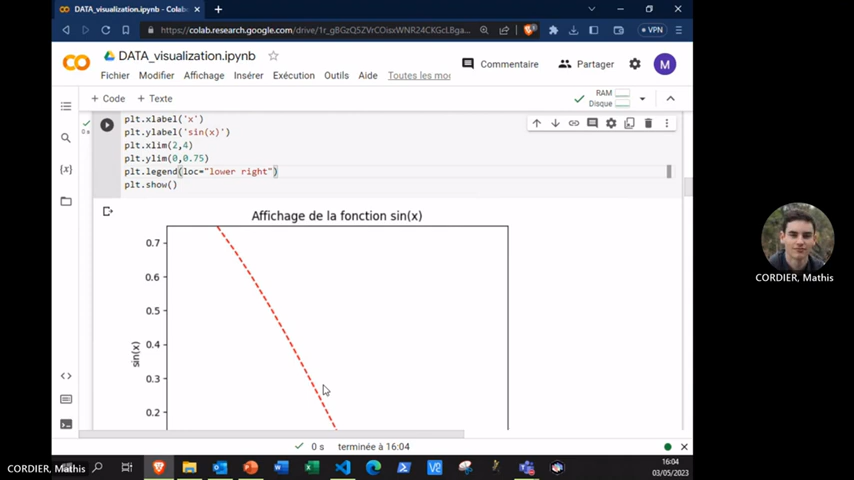 DATA_visualization.ipynb - Colab
https://colab.research.google.com/drive/1r_gBGzQ5ZVrCOisxWNR24CKGcLBga...
VPN
DATA_visualization.ipynb
Commentaire
Partager
M
Fichier Modifier Affichage Insérer Exécution Outils Aide Toutes les mo
+ Code + Texte
RAM
Disque
plt.xlabel('x')
plt.ylabel('sin(x)')
plt.xlim(2,4)
plt.ylim(0,0.75)
plt.legend(loc="lower right")
plt.show()
0 s
{x}
Affichage de la fonction sin(x)
0.7
0.6
0.5
0.4
0.3
0.2
sin(x)
0 s terminée à 16:04
CORDIER, Mathis
CORDIER, Mathis
16:04
03/05/2023